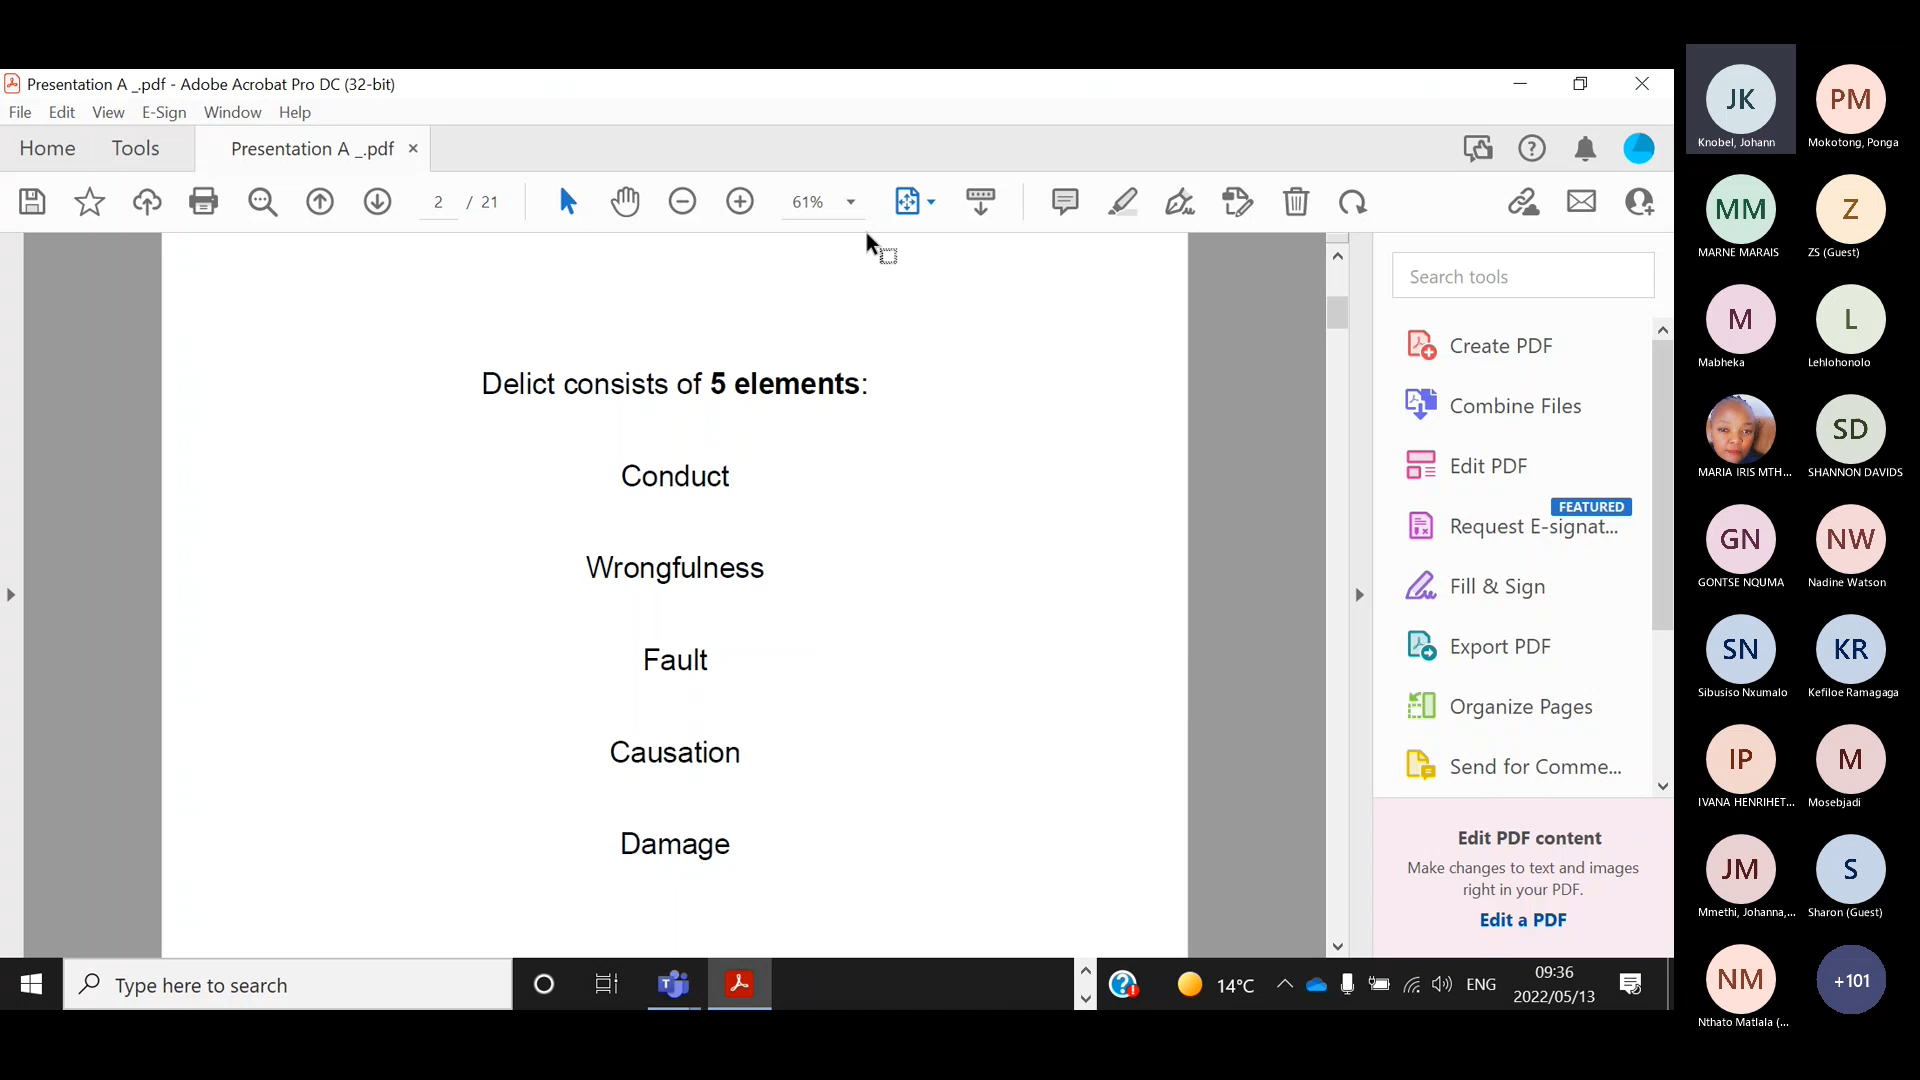 Presentation A _.pdf - Adobe Acrobat Pro DC (32-bit)
File Edit View E-Sign Window Help
Home Tools Presentation A _.pdf ×
2 / 21 61%
Search tools
Delict consists of 5 elements:
Conduct
Wrongfulness
Fault
Causation
Damage
Create PDF
Combine Files
Edit PDF
FEATURED
Request E-signat...
Fill & Sign
Export PDF
Organize Pages
Send for Comme...
Edit PDF content
Make changes to text and images
right in your PDF.
Edit a PDF
Type here to search
14°C
ENG
09:36
2022/05/13
JK
Knobel, Johann
PM
Mokotong, Ponga
MM
MARNE MARAIS
Z
ZS (Guest)
M
Mabheka
L
Lehlohonolo
MARIA IRIS MTH...
SD
SHANNON DAVIDS
GN
GONTSE NQUMA
NW
Nadine Watson
SN
Sibusiso Nxumalo
KR
Kefiloe Ramagaga
IP
IVANA HENRIHET...
M
Mosebjadi
JM
Mmethi, Johanna,...
S
Sharon (Guest)
NM
Nthato Matlala (...
+101